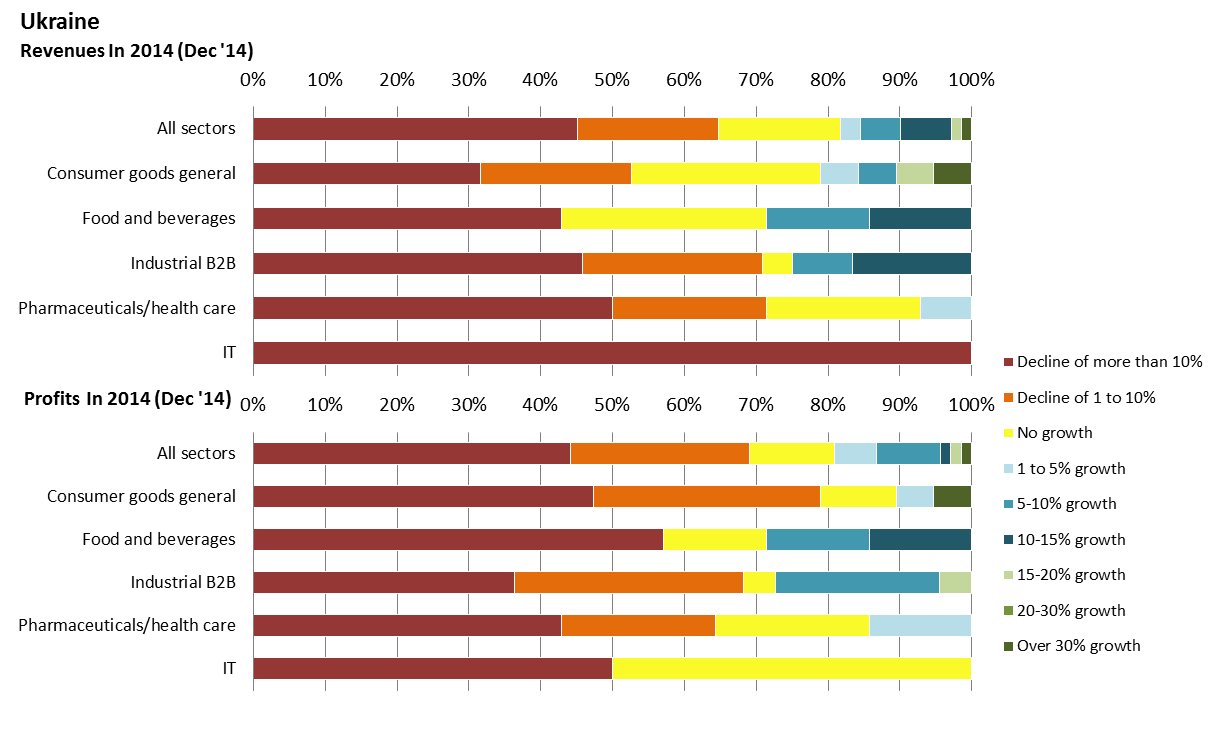 Ukraine
Revenues In 2014 (Dec '14)
0% 10% 20% 30% 40% 50% 60% 70% 80% 90% 100%
All sectors
Consumer goods general
Food and beverages
Industrial B2B
Pharmaceuticals/health care
IT
Profits In 2014 (Dec '14)
0% 10% 20% 30% 40% 50% 60% 70% 80% 90% 100%
All sectors
Consumer goods general
Food and beverages
Industrial B2B
Pharmaceuticals/health care
IT
Decline of more than 10%
Decline of 1 to 10%
No growth
1 to 5% growth
5-10% growth
10-15% growth
15-20% growth
20-30% growth
Over 30% growth